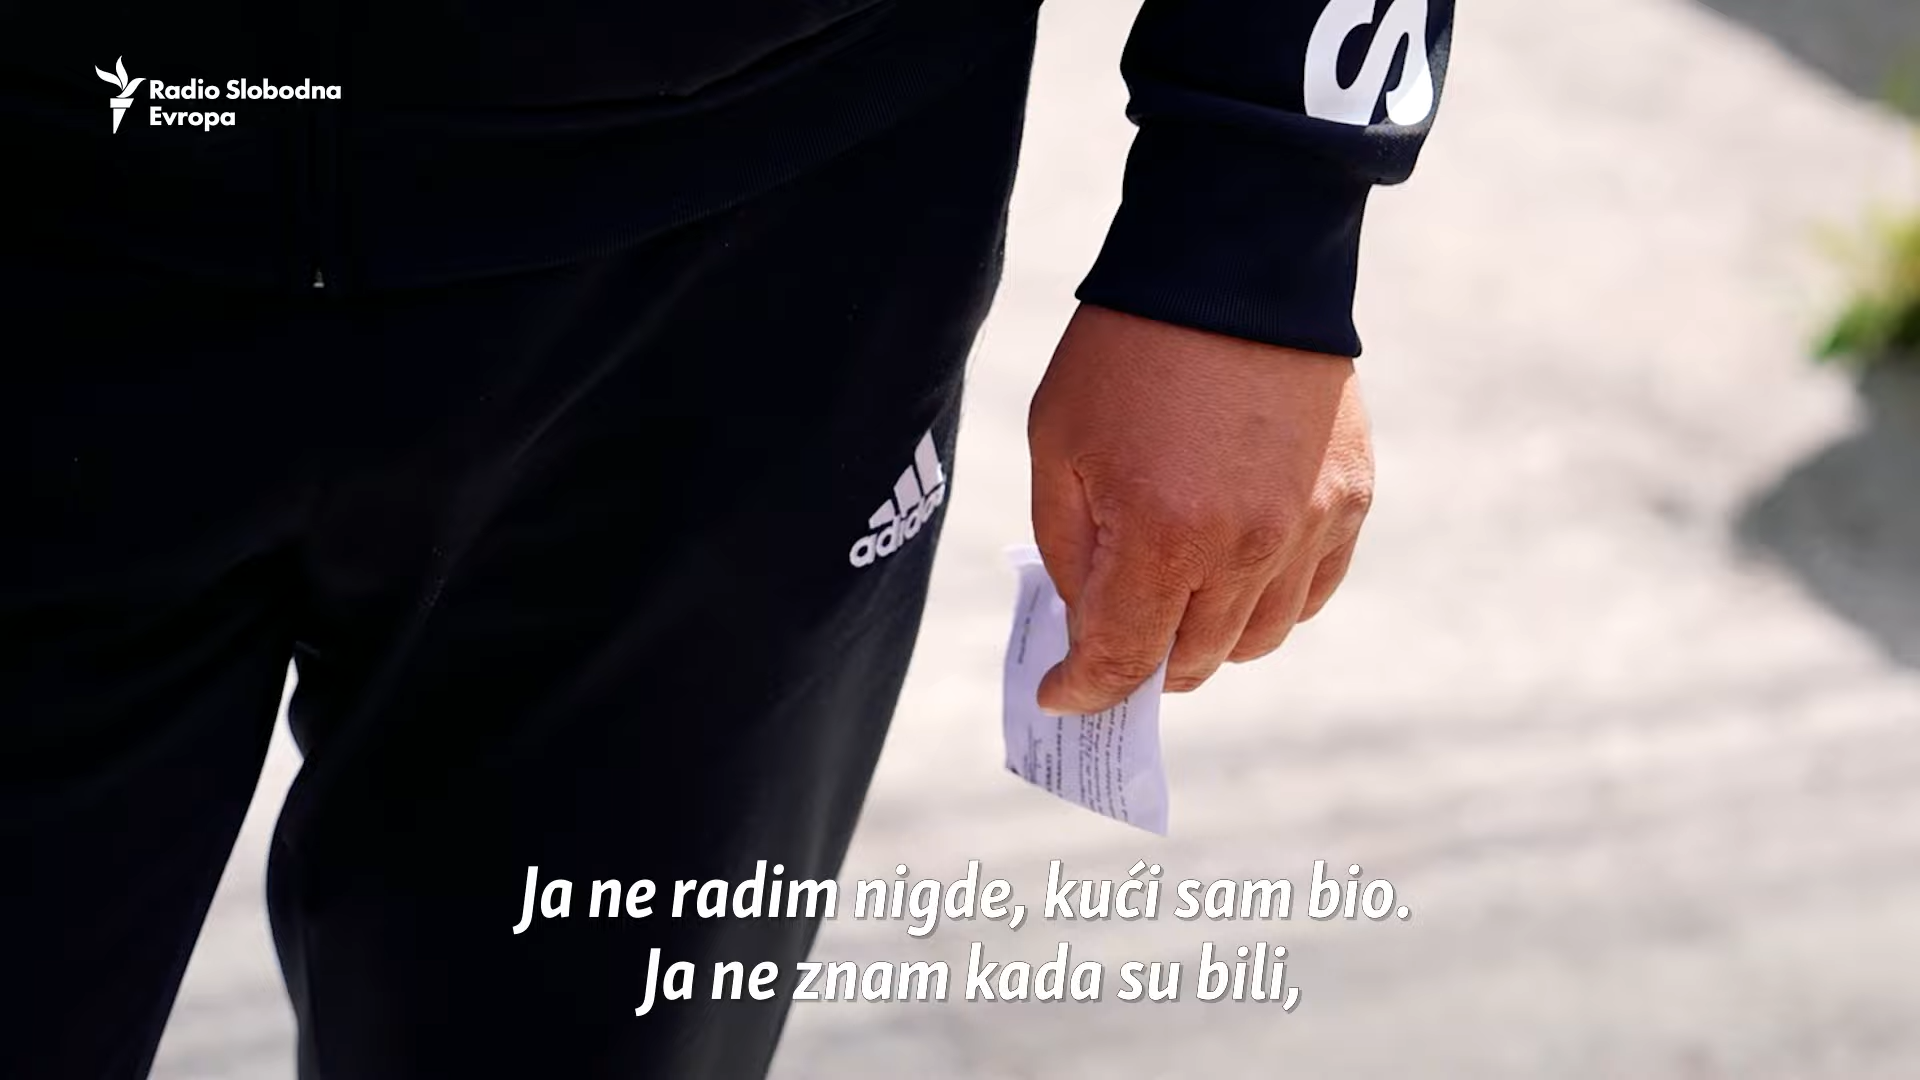 Radio Slobodna
Evropa
S
adidas
Ja ne radim nigde, kući sam bio.
Ja ne znam kada su bili,